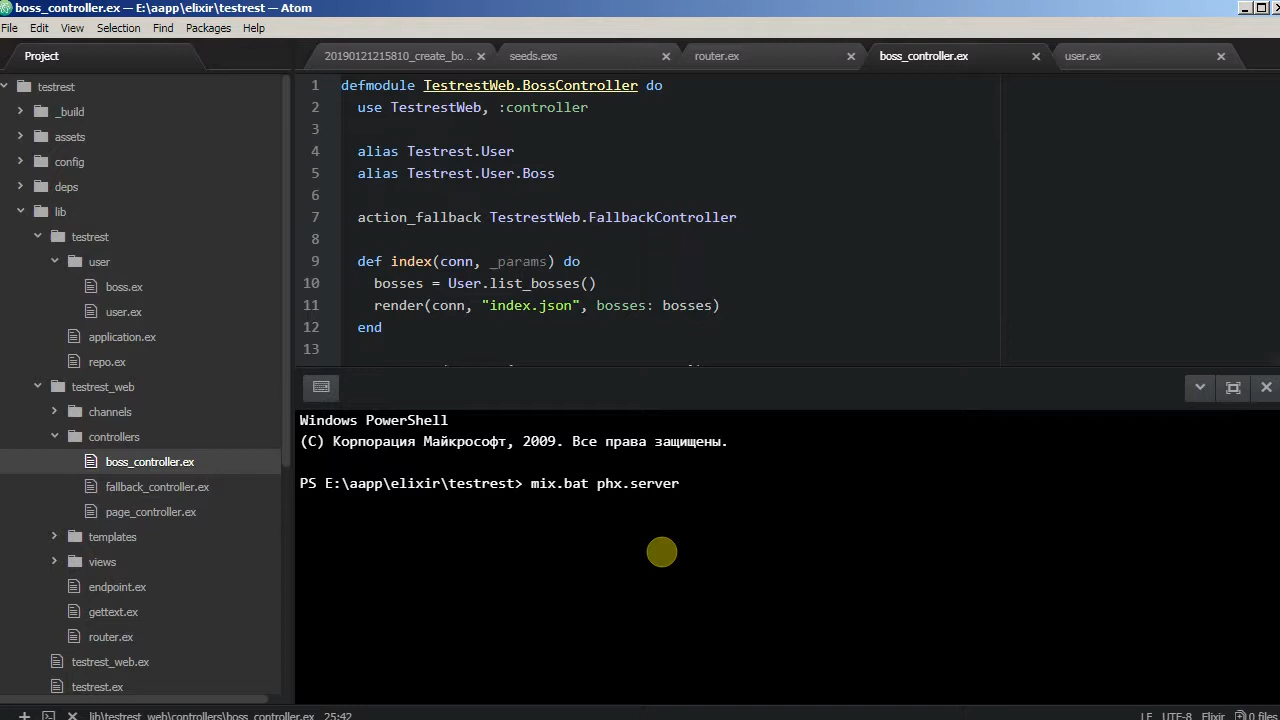 boss_controller.ex — E:\aapp\elixir\testrest — Atom
File Edit View Selection Find Packages Help
Project
20190121215810_create_bo... seeds.exs router.ex boss_controller.ex user.ex
testrest
_build
assets
config
deps
lib
testrest
user
boss.ex
user.ex
application.ex
repo.ex
testrest_web
channels
controllers
boss_controller.ex
fallback_controller.ex
page_controller.ex
templates
views
endpoint.ex
gettext.ex
router.ex
testrest_web.ex
testrest.ex
1 defmodule TestrestWeb.BossController do
2 use TestrestWeb, :controller
3
4 alias Testrest.User
5 alias Testrest.User.Boss
6
7 action_fallback TestrestWeb.FallbackController
8
9 def index(conn, _params) do
10 bosses = User.list_bosses()
11 render(conn, "index.json", bosses: bosses)
12 end
13
Windows PowerShell
(C) Корпорация Майкрософт, 2009. Все права защищены.
PS E:\aapp\elixir\testrest> mix.bat phx.server
lib\testrest_web\controllers\boss_controller.ex 25:42 LF UTF-8 Elixir 0 files